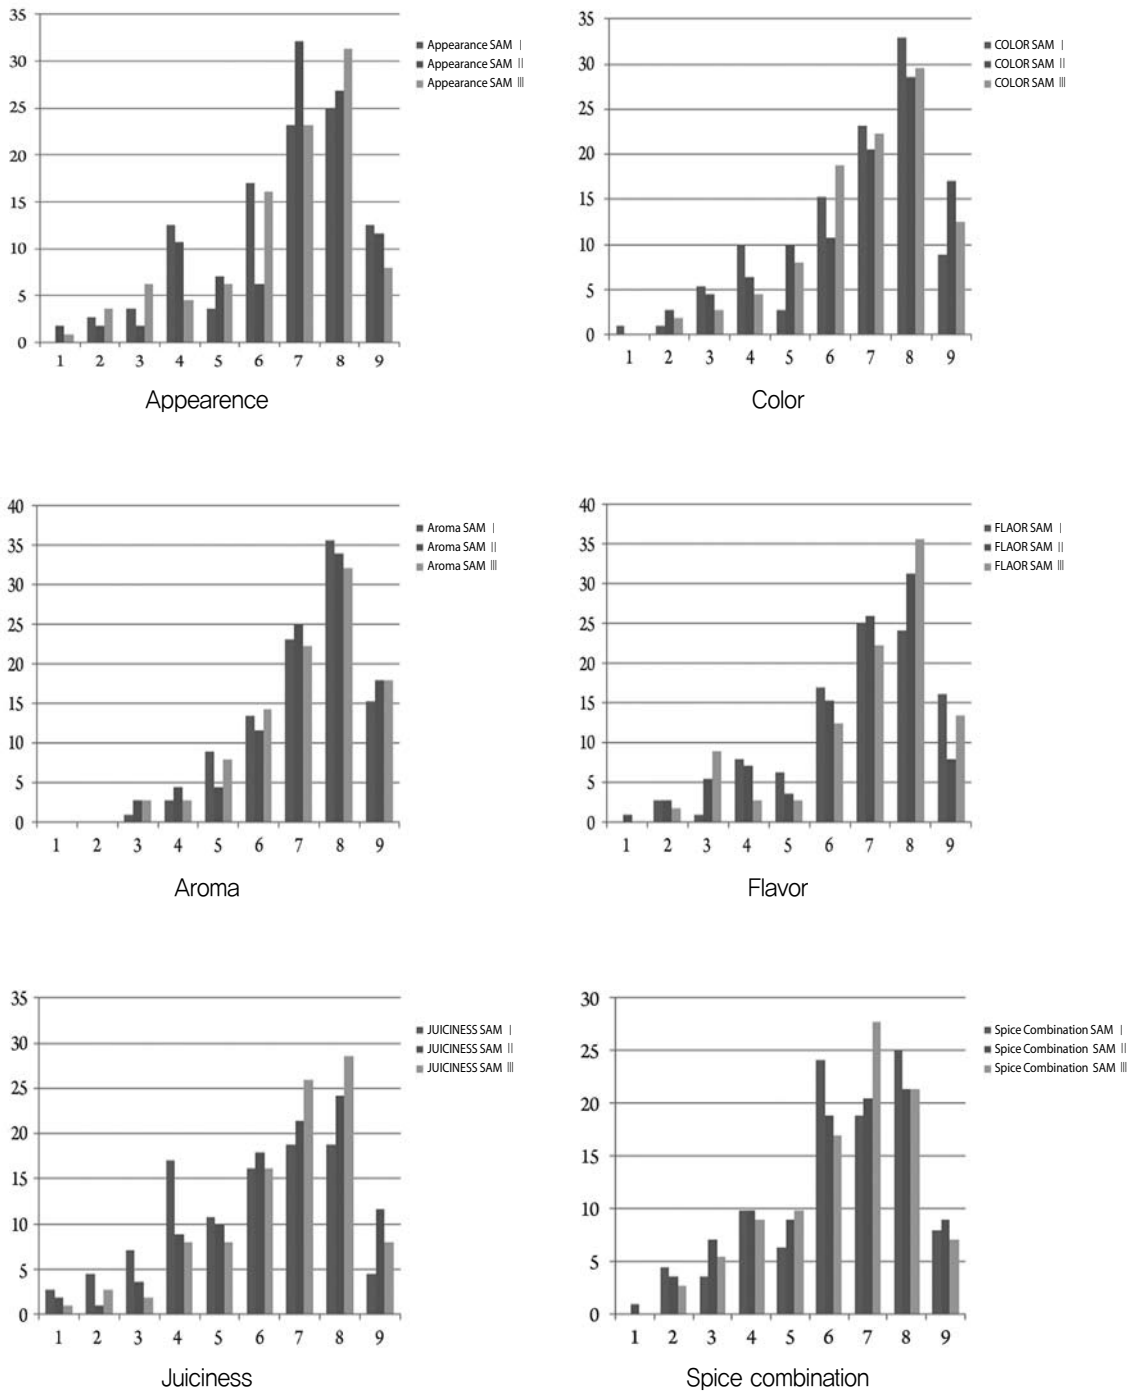 35
30
25
20
15
10
5
0
1 2 3 4 5 6 7 8 9
Appearance SAM Ⅰ
Appearance SAM Ⅱ
Appearance SAM Ⅲ
Appearence
35
30
25
20
15
10
5
0
1 2 3 4 5 6 7 8 9
COLOR SAM Ⅰ
COLOR SAM Ⅱ
COLOR SAM Ⅲ
Color
40
35
30
25
20
15
10
5
0
1 2 3 4 5 6 7 8 9
Aroma SAM Ⅰ
Aroma SAM Ⅱ
Aroma SAM Ⅲ
Aroma
40
35
30
25
20
15
10
5
0
1 2 3 4 5 6 7 8 9
FLAOR SAM Ⅰ
FLAOR SAM Ⅱ
FLAOR SAM Ⅲ
Flavor
35
30
25
20
15
10
5
0
1 2 3 4 5 6 7 8 9
JUICINESS SAM Ⅰ
JUICINESS SAM Ⅱ
JUICINESS SAM Ⅲ
Juiciness
30
25
20
15
10
5
0
1 2 3 4 5 6 7 8 9
Spice Combination SAM Ⅰ
Spice Combination SAM Ⅱ
Spice Combination SAM Ⅲ
Spice combination